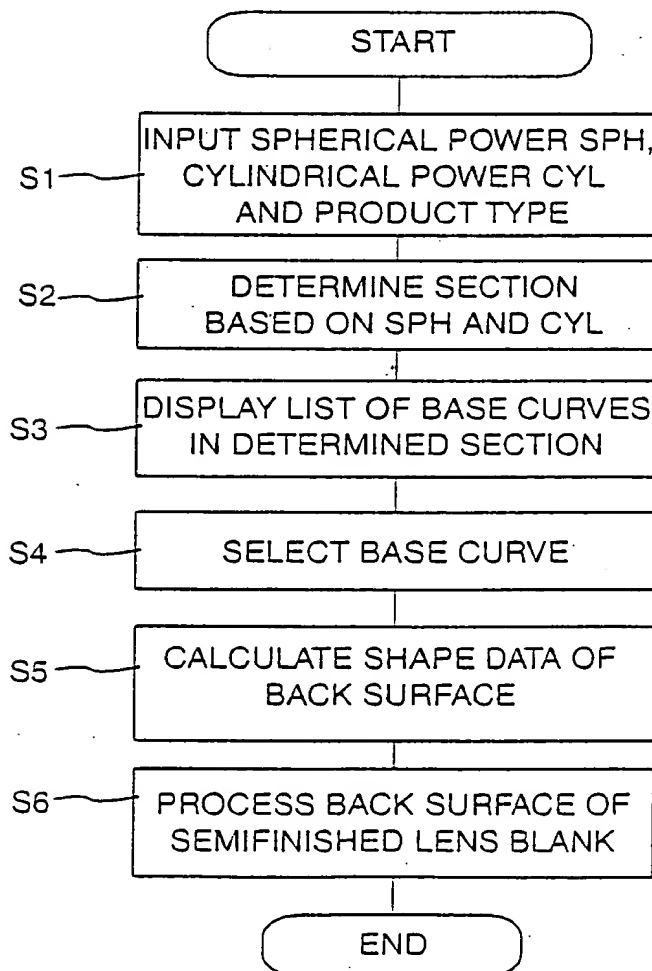 START
S1
INPUT SPHERICAL POWER SPH,
CYLINDRICAL POWER CYL
AND PRODUCT TYPE
S2
DETERMINE SECTION
BASED ON SPH AND CYL
S3
DISPLAY LIST OF BASE CURVES
IN DETERMINED SECTION
S4
SELECT BASE CURVE
S5
CALCULATE SHAPE DATA OF
BACK SURFACE
S6
PROCESS BACK SURFACE OF
SEMIFINISHED LENS BLANK
END